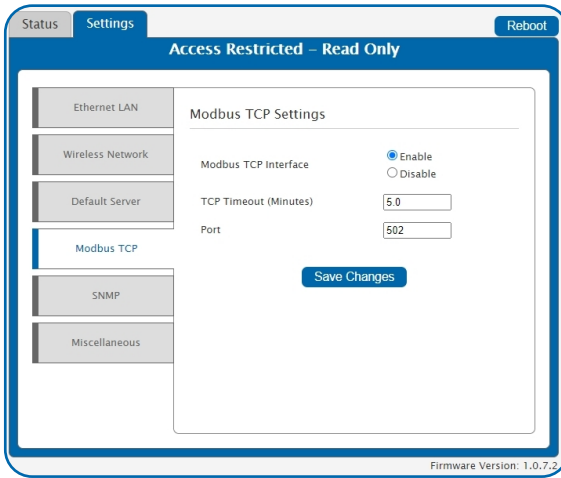 Status
Settings
Reboot
Access Restricted – Read Only
Ethernet LAN
Wireless Network
Default Server
Modbus TCP
SNMP
Miscellaneous
Modbus TCP Settings
Modbus TCP Interface
Enable
Disable
TCP Timeout (Minutes)
5.0
Port
502
Save Changes
Firmware Version: 1.0.7.2